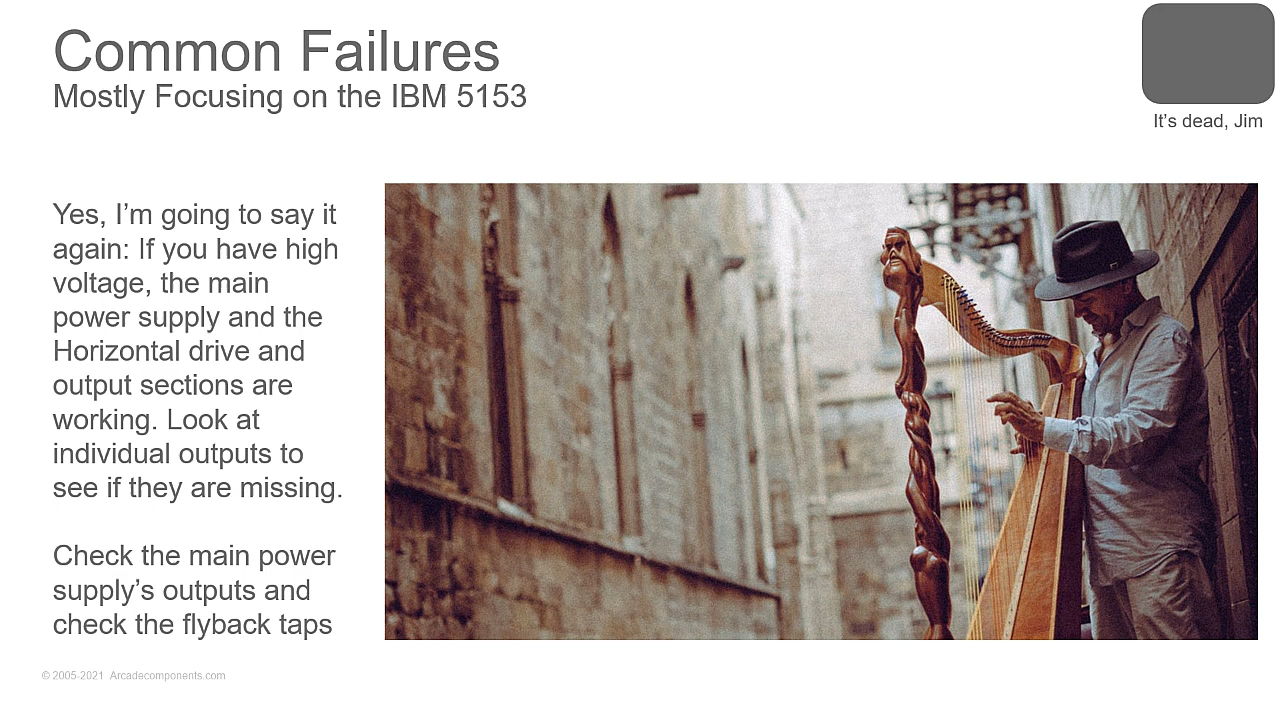 Common Failures
Mostly Focusing on the IBM 5153
It's dead, Jim
Yes, I'm going to say it
again: If you have high
voltage, the main
power supply and the
Horizontal drive and
output sections are
working. Look at
individual outputs to
see if they are missing.
Check the main power
supply's outputs and
check the flyback taps
© 2005-2021 Arcadecomponents.com